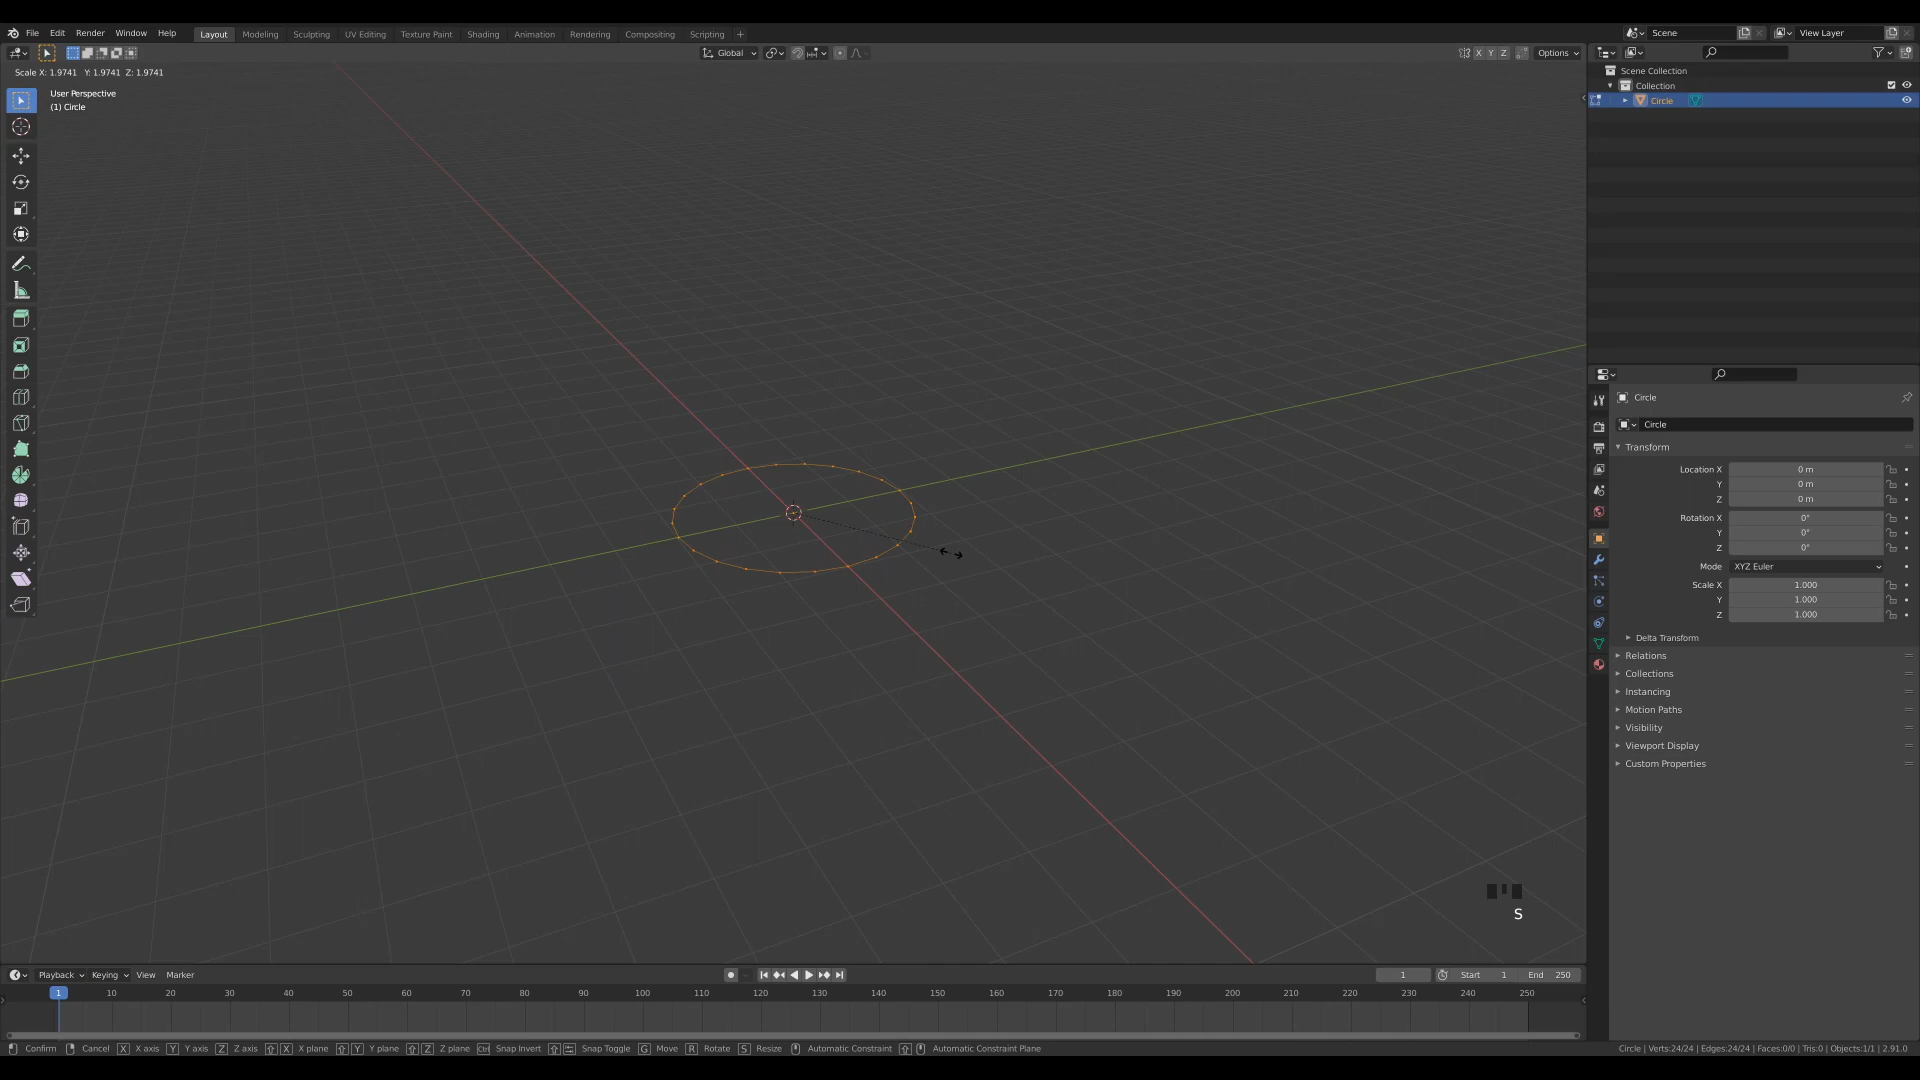 File Edit Render Window Help Layout Modeling Sculpting UV Editing Texture Paint Shading Animation Rendering Compositing Scripting + Scene View Layer
Global X Y Z Options
Scale X: 1.9741 Y: 1.9741 Z: 1.9741
User Perspective
(1) Circle
Scene Collection
Collection
Circle
Circle
Circle
Transform
Location X 0 m
Y 0 m
Z 0 m
Rotation X 0°
Y 0°
Z 0°
Mode XYZ Euler
Scale X 1.000
Y 1.000
Z 1.000
Delta Transform
Relations
Collections
Instancing
Motion Paths
Visibility
Viewport Display
Custom Properties
S
Playback Keying View Marker 1 Start 1 End 250
1 10 20 30 40 50 60 70 80 90 100 110 120 130 140 150 160 170 180 190 200 210 220 230 240 250
Confirm Cancel X X axis Y Y axis Z Z axis X X plane Y Y plane Z Z plane Ctrl Snap Invert Snap Toggle G Move R Rotate S Resize Automatic Constraint Automatic Constraint Plane Circle | Verts:24/24 | Edges:24/24 | Faces:0/0 | Tris:0 | Objects:1/1 | 2.91.0